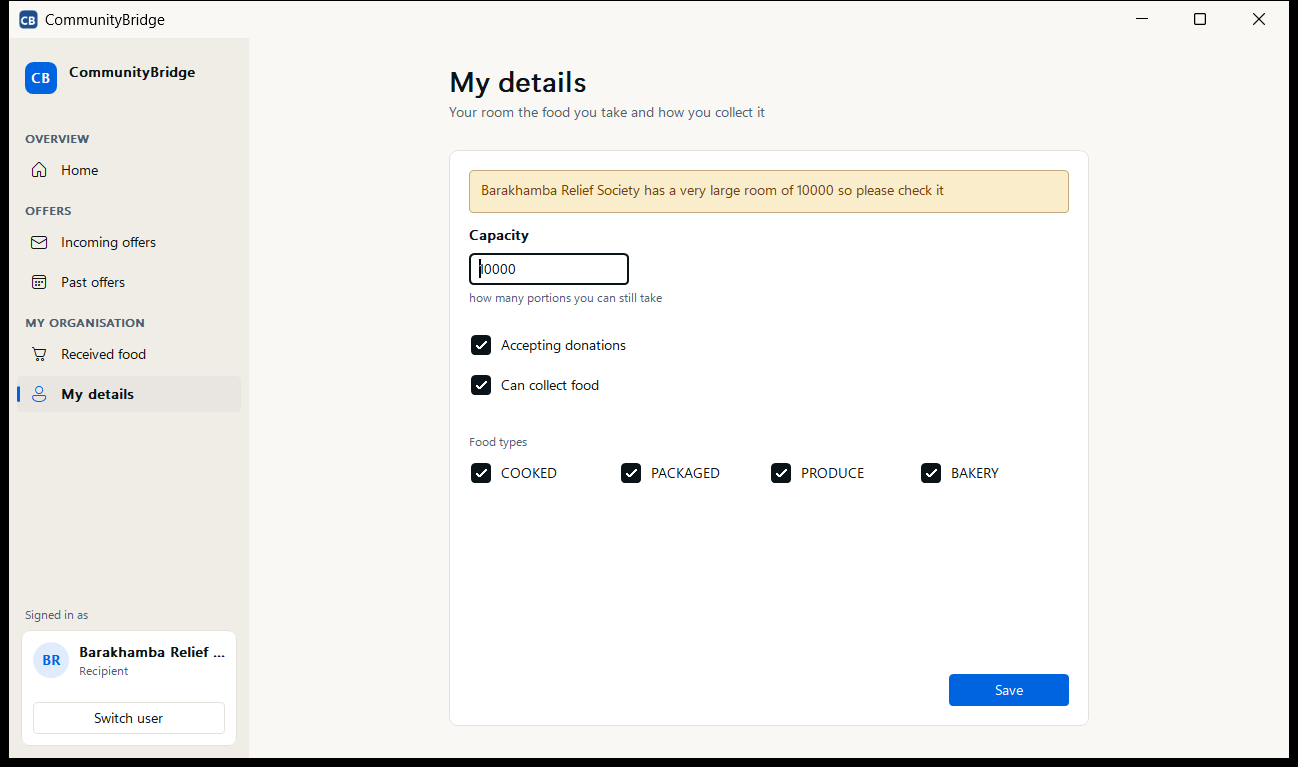 CB CommunityBridge
CB CommunityBridge
OVERVIEW
Home
OFFERS
Incoming offers
Past offers
MY ORGANISATION
Received food
My details
Signed in as
BR Barakhamba Relief ...
Recipient
Switch user
My details
Your room the food you take and how you collect it
Barakhamba Relief Society has a very large room of 10000 so please check it
Capacity
10000
how many portions you can still take
Accepting donations
Can collect food
Food types
COOKED PACKAGED PRODUCE BAKERY
Save